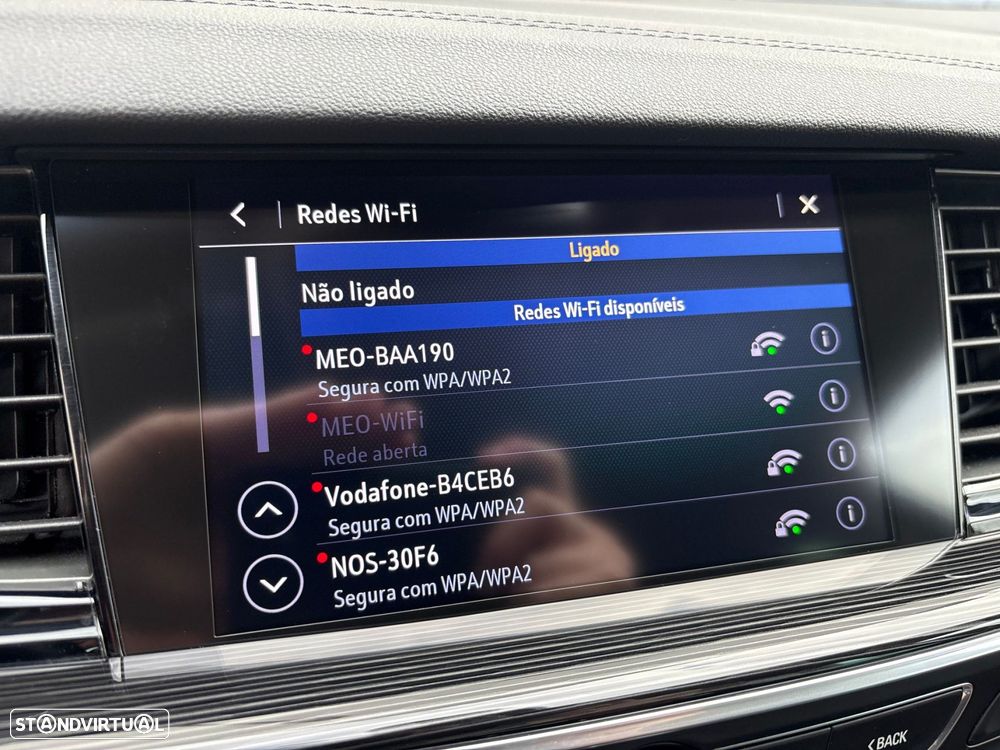 Redes Wi-Fi
Ligado
Não ligado
Redes Wi-Fi disponíveis
MEO-BAA190
Segura com WPA/WPA2
MEO-WiFi
Rede aberta
Vodafone-B4CEB6
Segura com WPA/WPA2
NOS-30F6
Segura com WPA/WPA2
BACK
STANDVIRTUAL